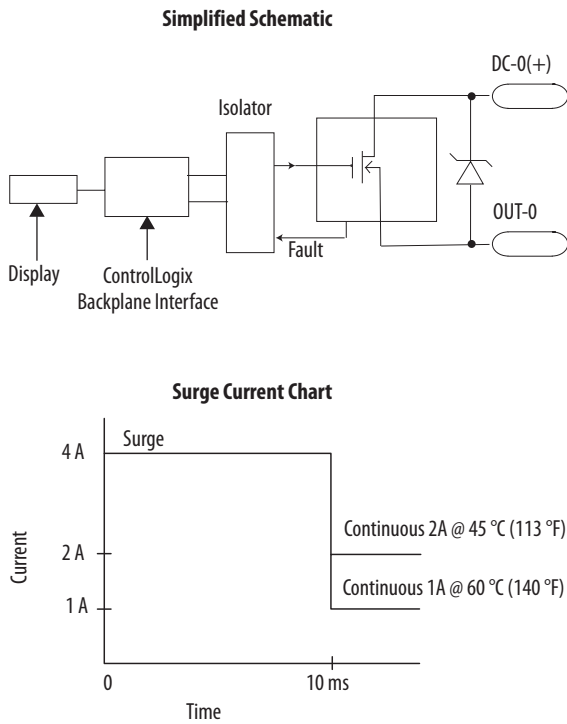 Simplified Schematic
DC-0(+)
Isolator
OUT-0
Fault
Display
ControlLogix
Backplane Interface
Surge Current Chart
4 A
Surge
Continuous 2A @ 45 °C (113 °F)
2 A
Current
Continuous 1A @ 60 °C (140 °F)
1 A
0
10 ms
Time